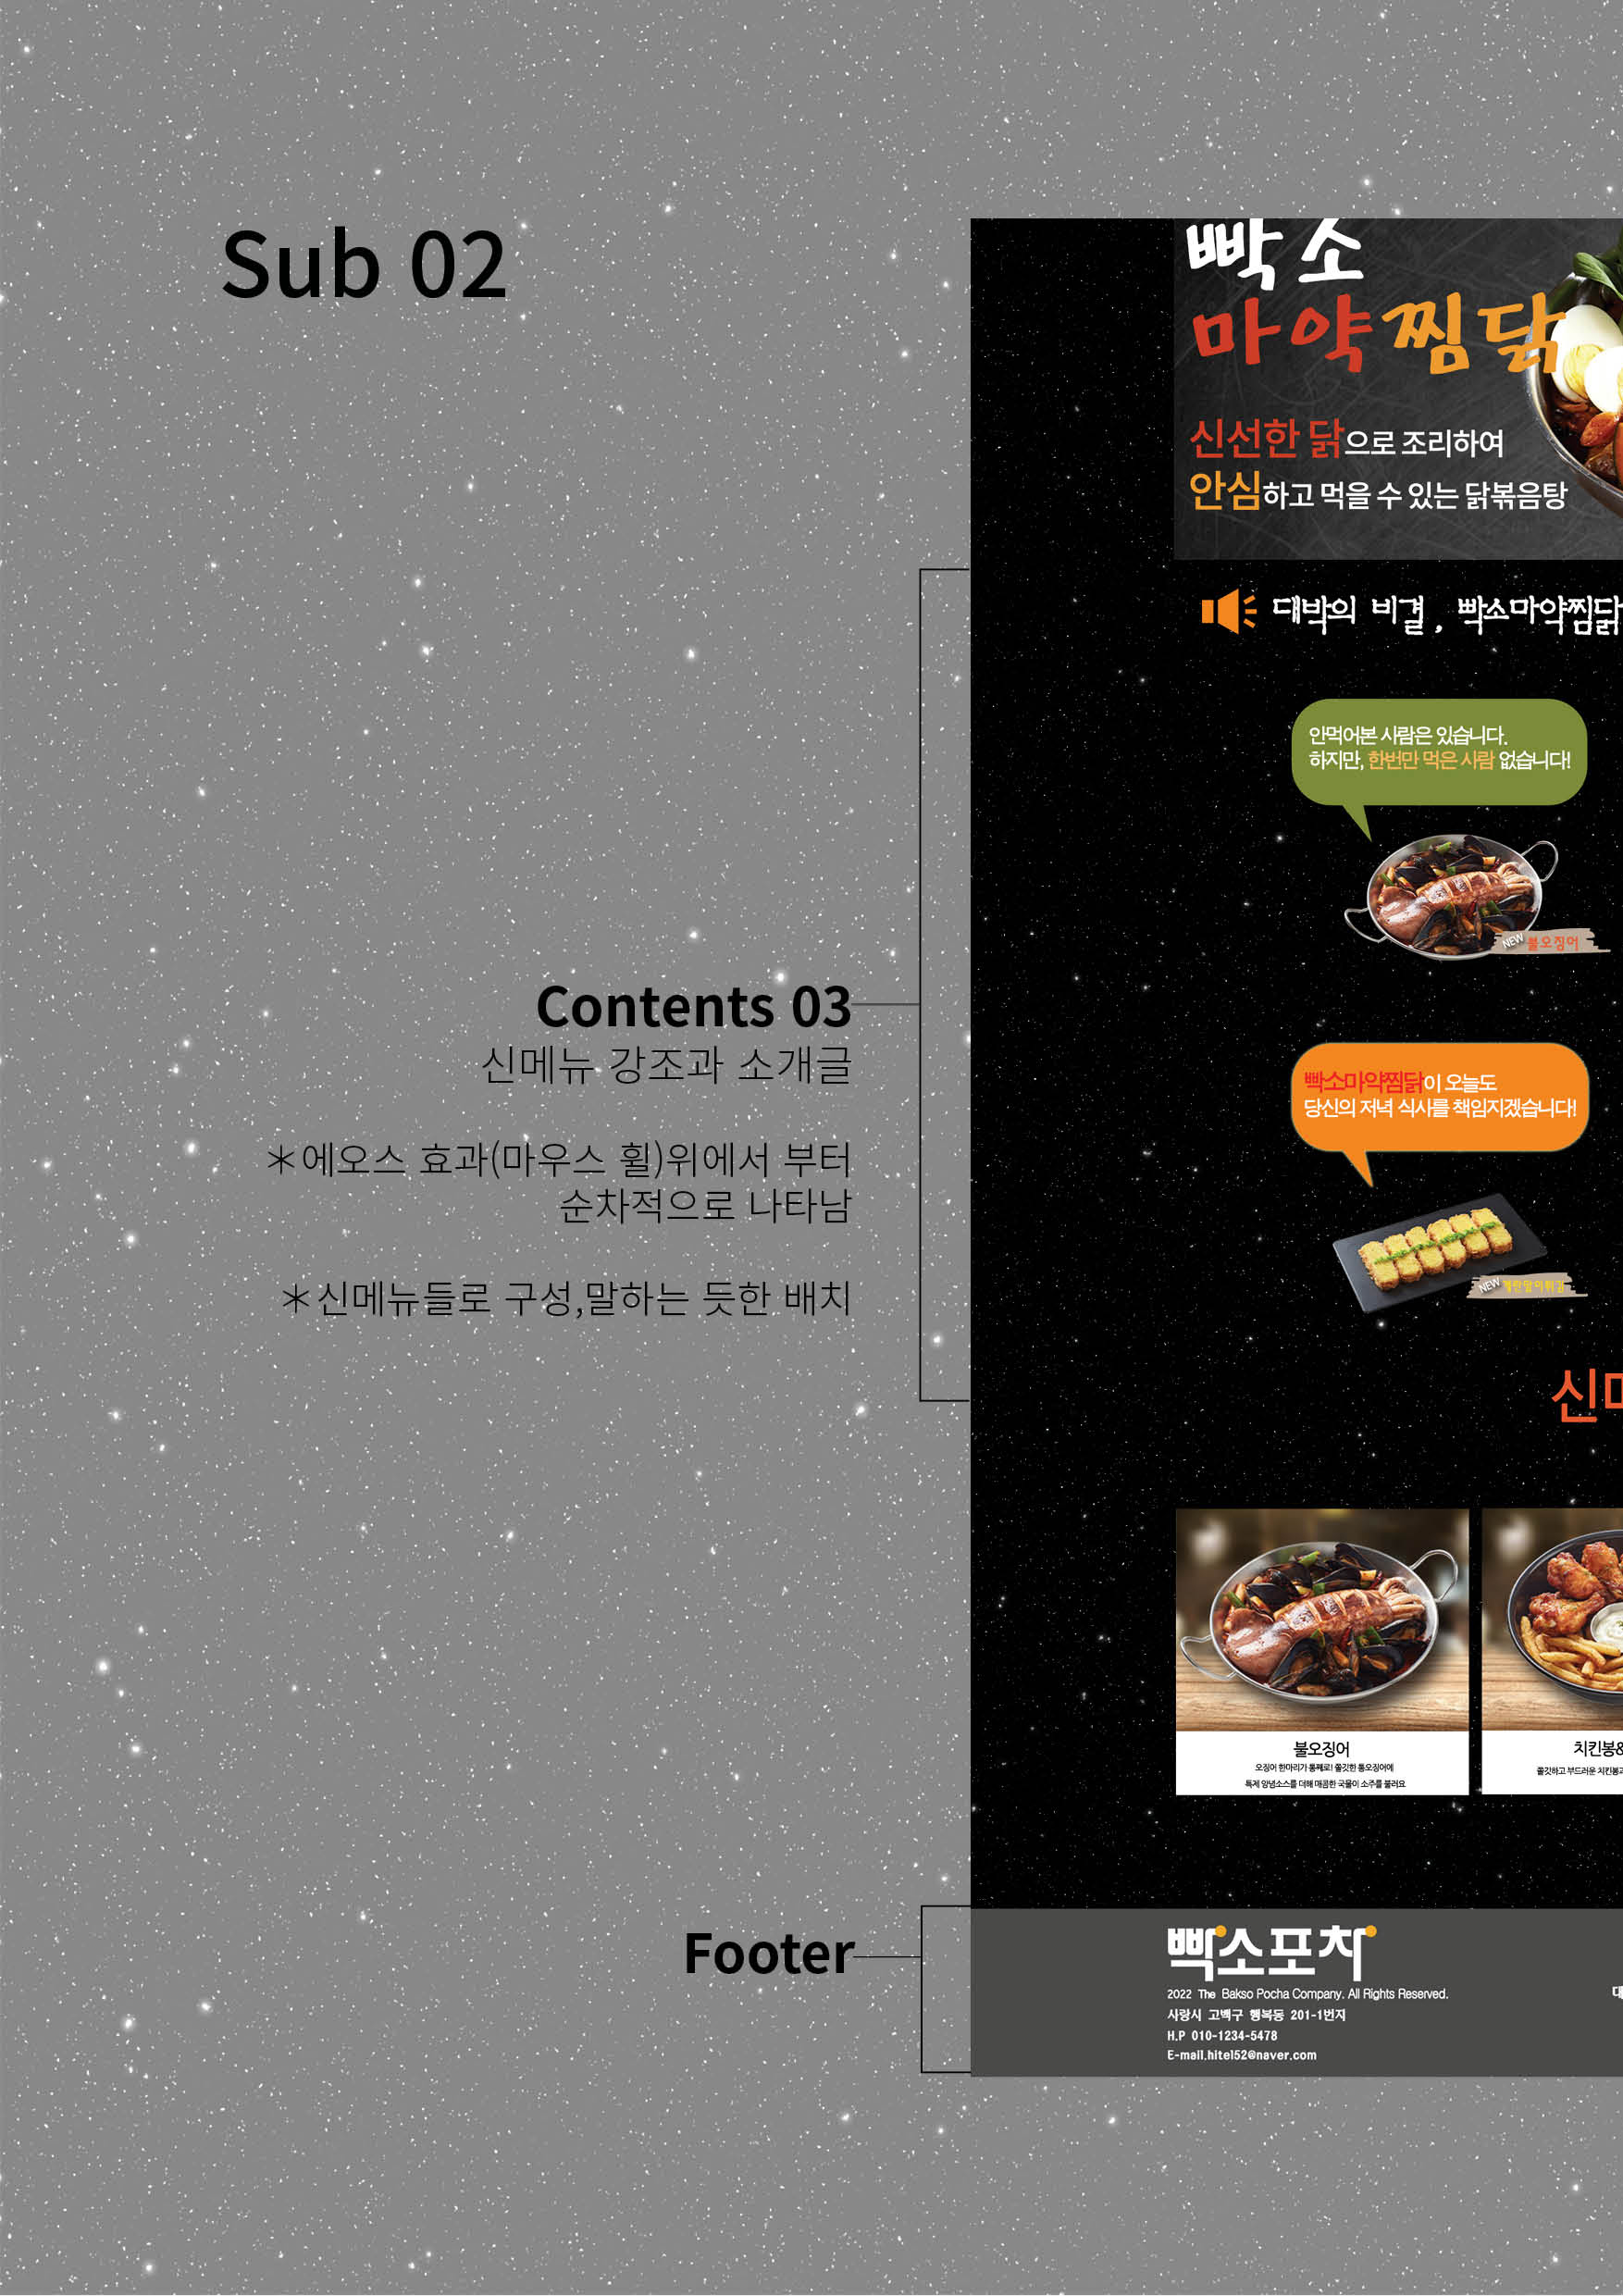 Sub 02
빡소
마약찜닭
신선한 닭으로 조리하여
안심하고 먹을 수 있는 닭볶음탕
대박의 비결, 빡소마약찜닭
안먹어본 사람은 있습니다.
하지만, 한번만 먹은 사람 없습니다!
NEW 불오징어
Contents 03
신메뉴 강조과 소개글
*에오스 효과(마우스 휠)위에서 부터
순차적으로 나타남
*신메뉴들로 구성,말하는 듯한 배치
빡소마약찜닭이 오늘도
당신의 저녁 식사를 책임지겠습니다!
NEW 계란말이튀김
신메
불오징어
오징어 한마리가 통째로! 쫄깃한 통오징어에
특제 양념소스를 더해 매콤한 국물이 소주를 불러요
치킨봉&
쫄깃하고 부드러운 치킨봉과
Footer
빡소포차
2022 The Bakso Pocha Company. All Rights Reserved.
사랑시 고백구 행복동 201-1번지
H.P 010-1234-5478
E-mail.hitel52@naver.com
대